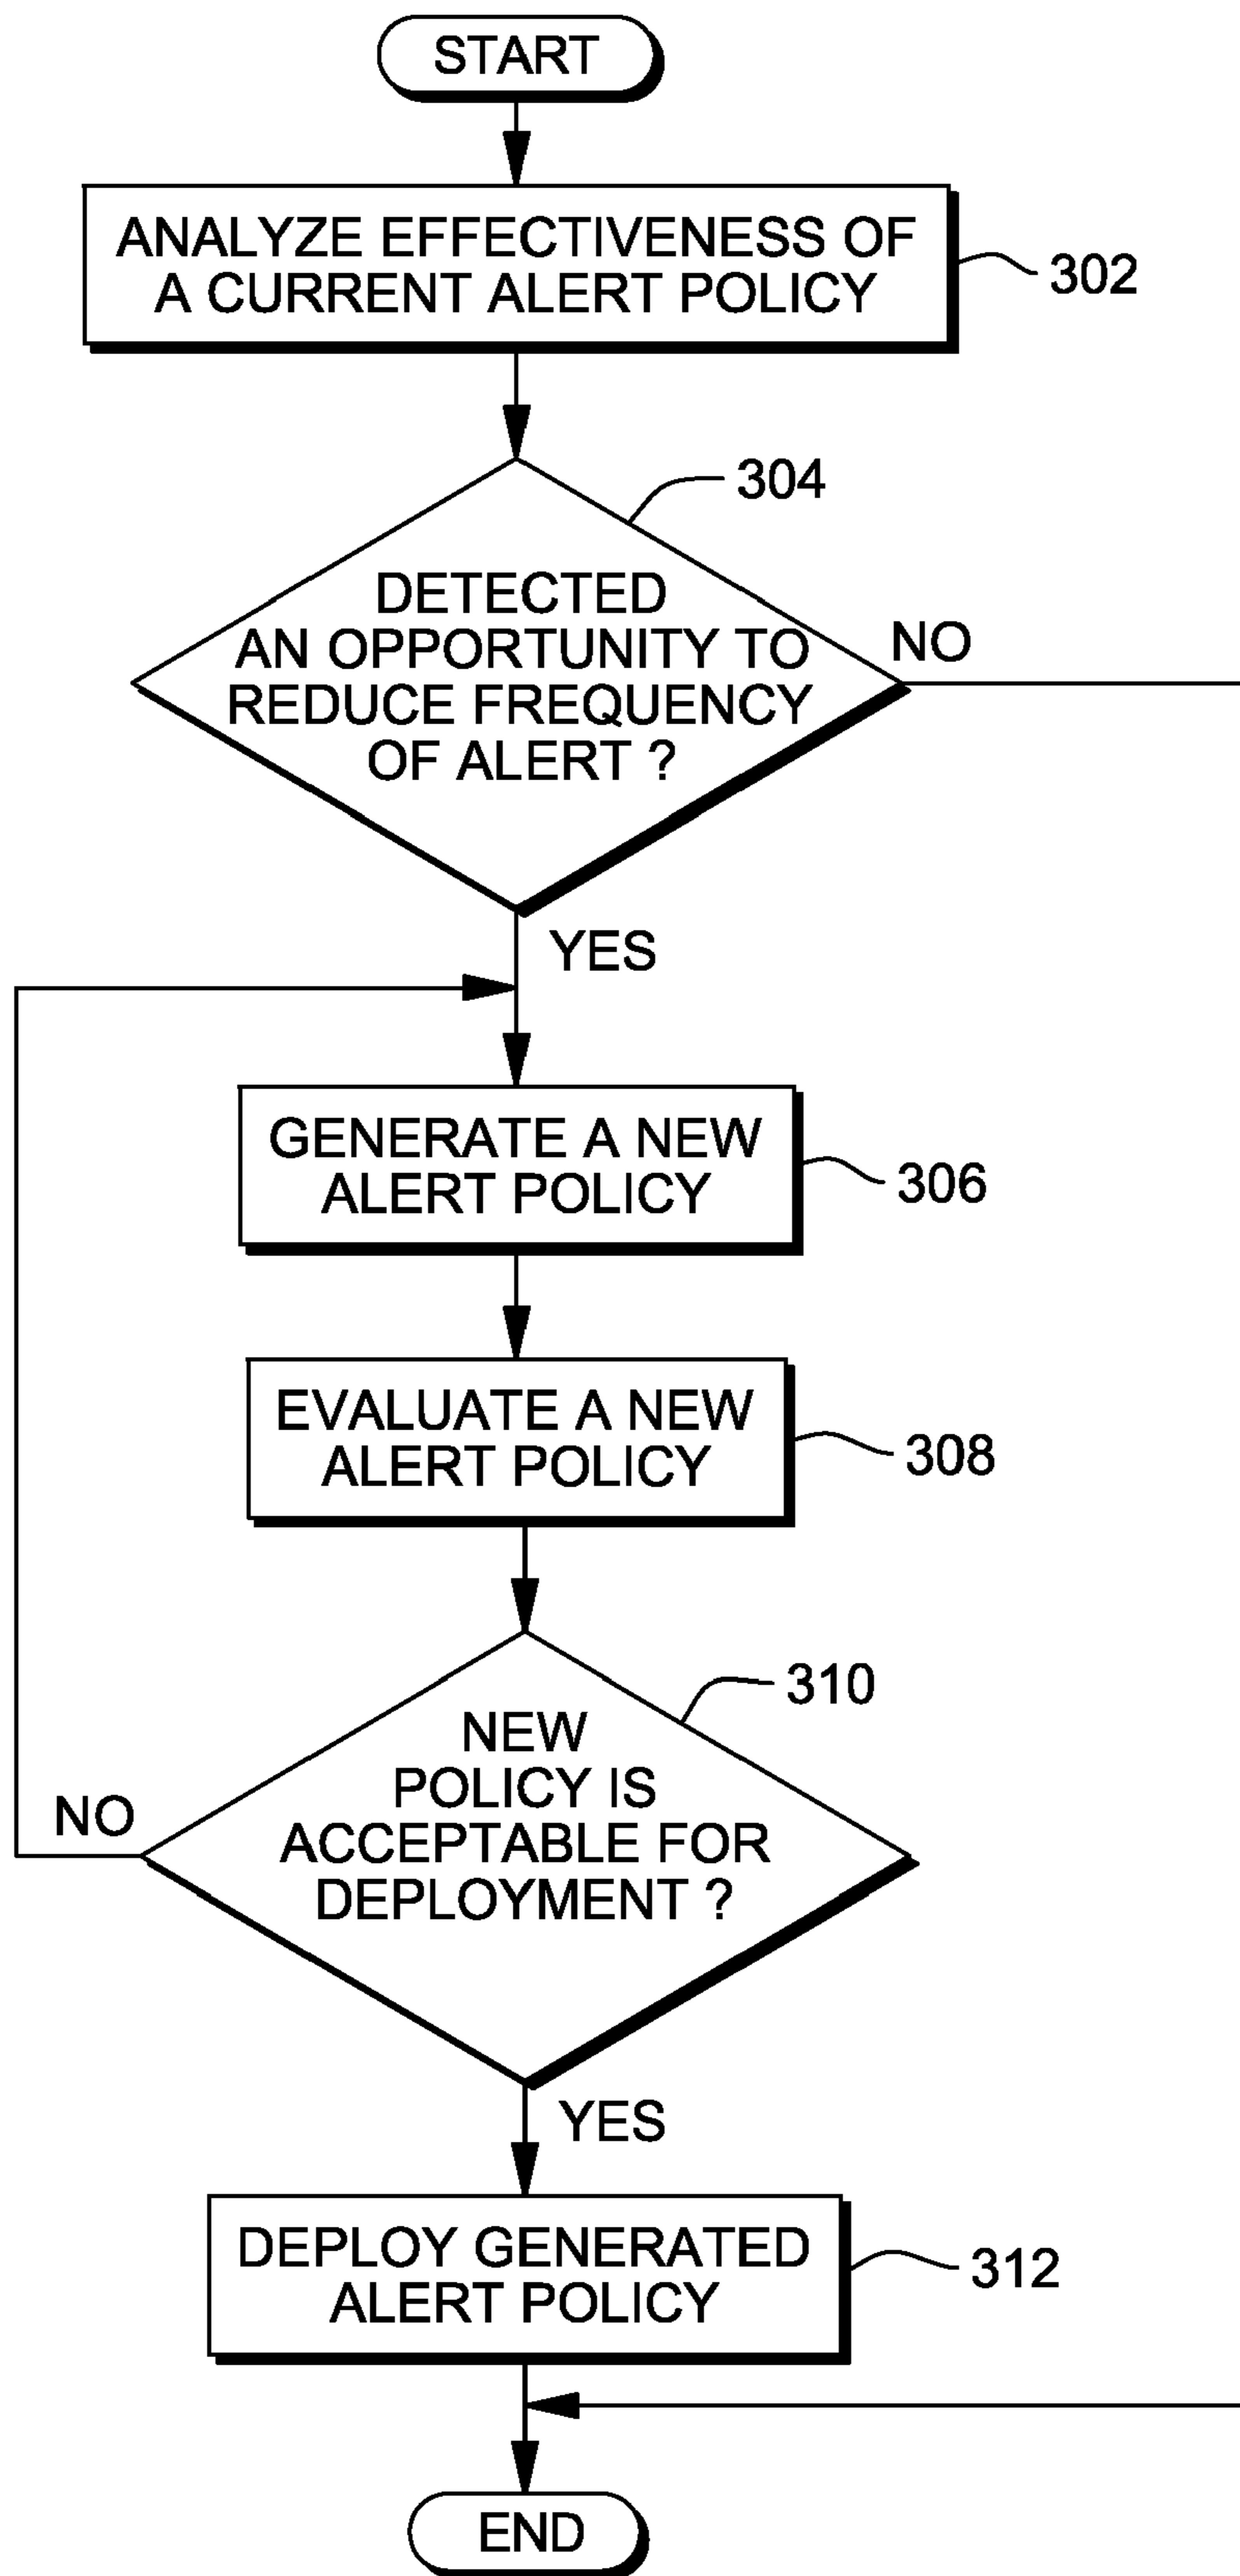 START
ANALYZE EFFECTIVENESS OF
A CURRENT ALERT POLICY
302
304
DETECTED
AN OPPORTUNITY TO
REDUCE FREQUENCY
OF ALERT ?
NO
YES
GENERATE A NEW
ALERT POLICY
306
EVALUATE A NEW
ALERT POLICY
308
310
NEW
POLICY IS
ACCEPTABLE FOR
DEPLOYMENT ?
NO
YES
DEPLOY GENERATED
ALERT POLICY
312
END